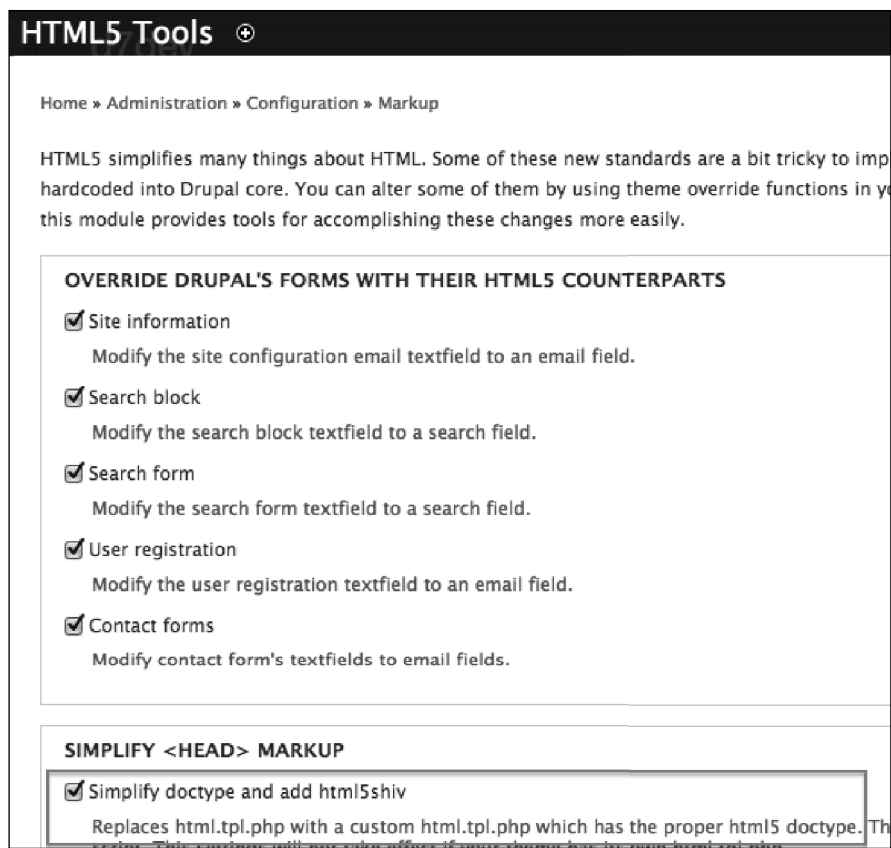 HTML5 Tools
Home » Administration » Configuration » Markup
HTML5 simplifies many things about HTML. Some of these new standards are a bit tricky to imp
hardcoded into Drupal core. You can alter some of them by using theme override functions in yo
this module provides tools for accomplishing these changes more easily.
OVERRIDE DRUPAL'S FORMS WITH THEIR HTML5 COUNTERPARTS
Site information
Modify the site configuration email textfield to an email field.
Search block
Modify the search block textfield to a search field.
Search form
Modify the search form textfield to a search field.
User registration
Modify the user registration textfield to an email field.
Contact forms
Modify contact form's textfields to email fields.
SIMPLIFY <HEAD> MARKUP
Simplify doctype and add html5shiv
Replaces html.tpl.php with a custom html.tpl.php which has the proper html5 doctype. Th